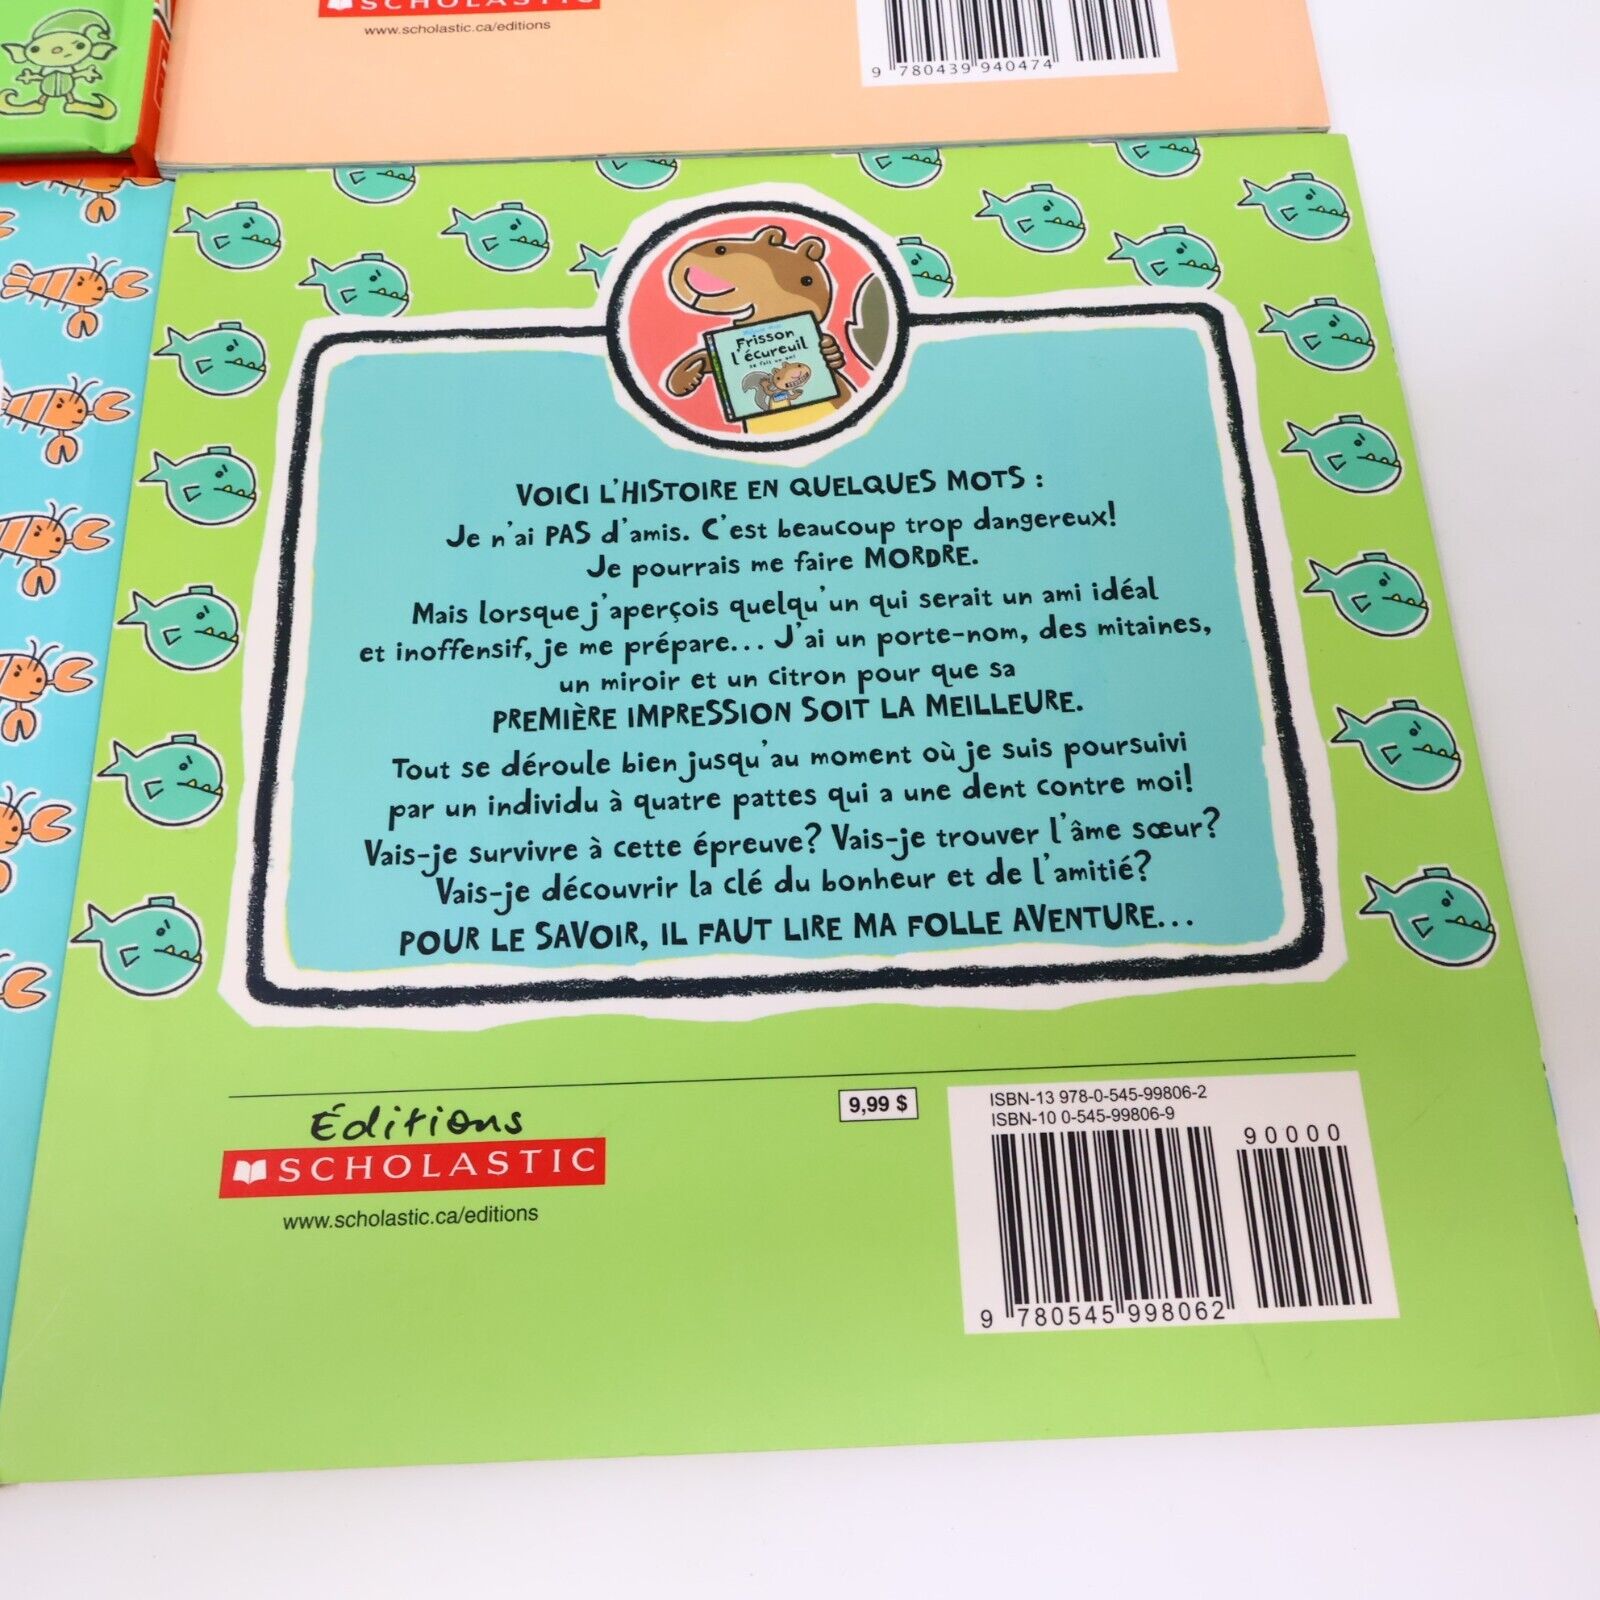 SCHOLASTIC
www.scholastic.ca/editions
9 780439 940474
Frisson
l'écureuil
se fait un ami
VOICI L'HISTOIRE EN QUELQUES MOTS :
Je n'ai PAS d'amis. C'est beaucoup trop dangereux!
Je pourrais me faire MORDRE.
Mais lorsque j'aperçois quelqu'un qui serait un ami idéal
et inoffensif, je me prépare... J'ai un porte-nom, des mitaines,
un miroir et un citron pour que sa
PREMIÈRE IMPRESSION SOIT LA MEILLEURE.
Tout se déroule bien jusqu'au moment où je suis poursuivi
par un individu à quatre pattes qui a une dent contre moi!
Vais-je survivre à cette épreuve? Vais-je trouver l'âme sœur?
Vais-je découvrir la clé du bonheur et de l'amitié?
POUR LE SAVOIR, IL FAUT LIRE MA FOLLE AVENTURE...
Éditions
SCHOLASTIC
www.scholastic.ca/editions
9,99 $
ISBN-13 978-0-545-99806-2
ISBN-10 0-545-99806-9
90000
9 780545 998062